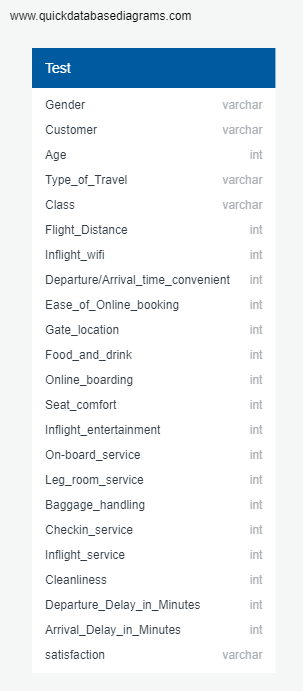 www.quickdatabasediagrams.com
Test
Gender varchar
Customer varchar
Age int
Type_of_Travel varchar
Class varchar
Flight_Distance int
Inflight_wifi int
Departure/Arrival_time_convenient int
Ease_of_Online_booking int
Gate_location int
Food_and_drink int
Online_boarding int
Seat_comfort int
Inflight_entertainment int
On-board_service int
Leg_room_service int
Baggage_handling int
Checkin_service int
Inflight_service int
Cleanliness int
Departure_Delay_in_Minutes int
Arrival_Delay_in_Minutes int
satisfaction varchar